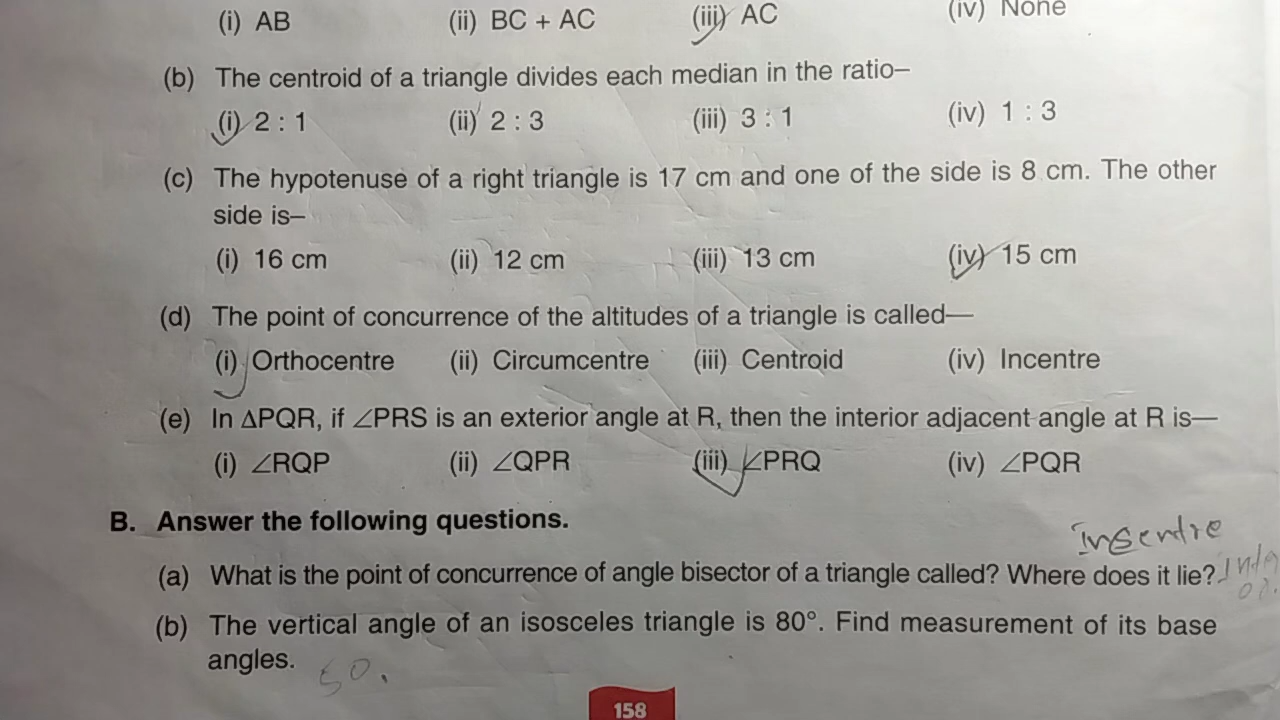 (i) AB (ii) BC + AC (iii) AC (iv) None
(b) The centroid of a triangle divides each median in the ratio–
(i) 2 : 1 (ii) 2 : 3 (iii) 3 : 1 (iv) 1 : 3
(c) The hypotenuse of a right triangle is 17 cm and one of the side is 8 cm. The other
side is–
(i) 16 cm (ii) 12 cm (iii) 13 cm (iv) 15 cm
(d) The point of concurrence of the altitudes of a triangle is called—
(i) Orthocentre (ii) Circumcentre (iii) Centroid (iv) Incentre
(e) In ΔPQR, if ∠PRS is an exterior angle at R, then the interior adjacent angle at R is—
(i) ∠RQP (ii) ∠QPR (iii) ∠PRQ (iv) ∠PQR
B. Answer the following questions.
Insentre
(a) What is the point of concurrence of angle bisector of a triangle called? Where does it lie?
(b) The vertical angle of an isosceles triangle is 80°. Find measurement of its base
angles. 50.
158